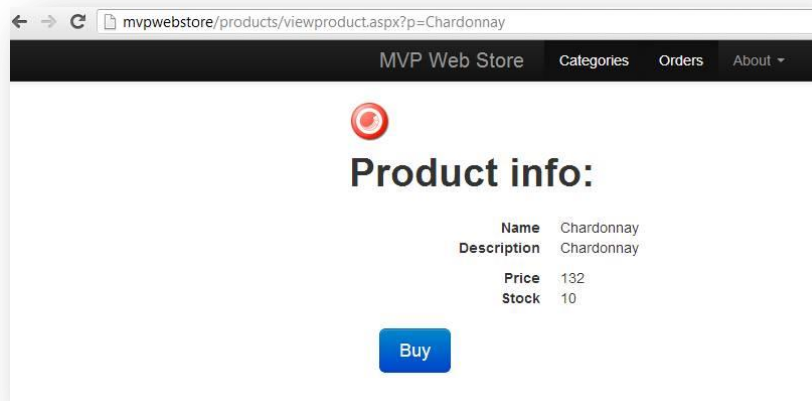 mvpwebstore/products/viewproduct.aspx?p=Chardonnay
MVP Web Store Categories Orders About
Product info:
Name Chardonnay
Description Chardonnay
Price 132
Stock 10
Buy